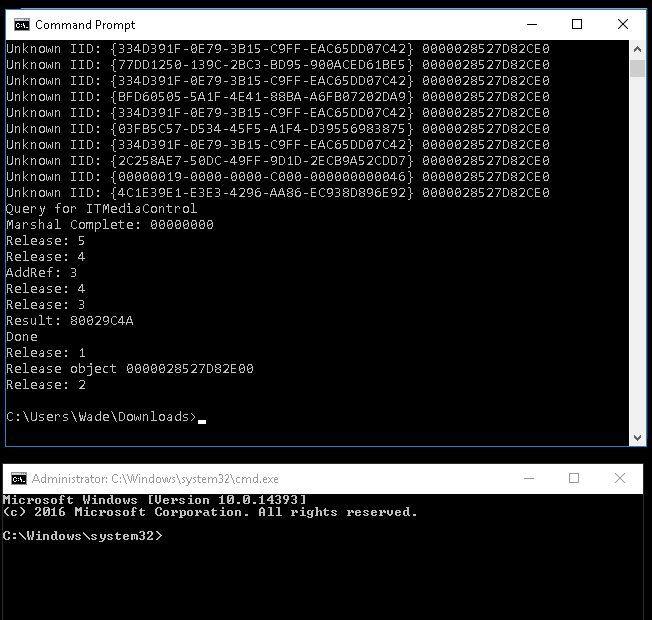 Command Prompt
Unknown IID: {334D391F-0E79-3B15-C9FF-EAC65DD07C42} 0000028527D82CE0
Unknown IID: {77DD1250-139C-2BC3-BD95-900ACED61BE5} 0000028527D82CE0
Unknown IID: {334D391F-0E79-3B15-C9FF-EAC65DD07C42} 0000028527D82CE0
Unknown IID: {BFD60505-5A1F-4E41-88BA-A6FB07202DA9} 0000028527D82CE0
Unknown IID: {334D391F-0E79-3B15-C9FF-EAC65DD07C42} 0000028527D82CE0
Unknown IID: {03FB5C57-D534-45F5-A1F4-D39556983875} 0000028527D82CE0
Unknown IID: {334D391F-0E79-3B15-C9FF-EAC65DD07C42} 0000028527D82CE0
Unknown IID: {2C258AE7-50DC-49FF-9D1D-2ECB9A52CDD7} 0000028527D82CE0
Unknown IID: {00000019-0000-0000-C000-000000000046} 0000028527D82CE0
Unknown IID: {4C1E39E1-E3E3-4296-AA86-EC938D896E92} 0000028527D82CE0
Query for ITMediaControl
Marshal Complete: 00000000
Release: 5
Release: 4
AddRef: 3
Release: 4
Release: 3
Result: 80029C4A
Done
Release: 1
Release object 0000028527D82E00
Release: 2
C:\Users\Wade\Downloads>
Administrator: C:\Windows\system32\cmd.exe
Microsoft Windows [Version 10.0.14393]
(c) 2016 Microsoft Corporation. All rights reserved.
C:\Windows\system32>